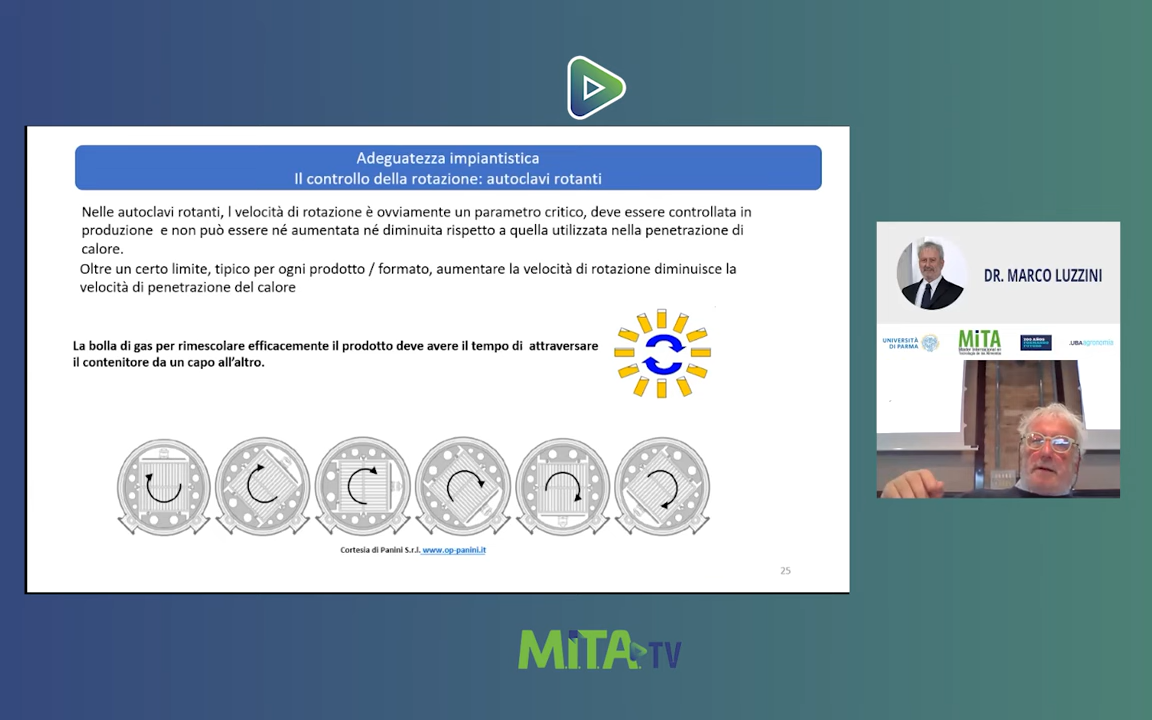 Adeguatezza impiantistica
Il controllo della rotazione: autoclavi rotanti
Nelle autoclavi rotanti, l velocità di rotazione è ovviamente un parametro critico, deve essere controllata in
produzione e non può essere né aumentata né diminuita rispetto a quella utilizzata nella penetrazione di
calore.
Oltre un certo limite, tipico per ogni prodotto / formato, aumentare la velocità di rotazione diminuisce la
velocità di penetrazione del calore
La bolla di gas per rimescolare efficacemente il prodotto deve avere il tempo di attraversare
il contenitore da un capo all'altro.
Cortesia di Panini S.r.l. www.op-panini.it
25
DR. MARCO LUZZINI
UNIVERSITÀ
DI PARMA
MiTA
.UBAagronomía
M.i.T.A. TV